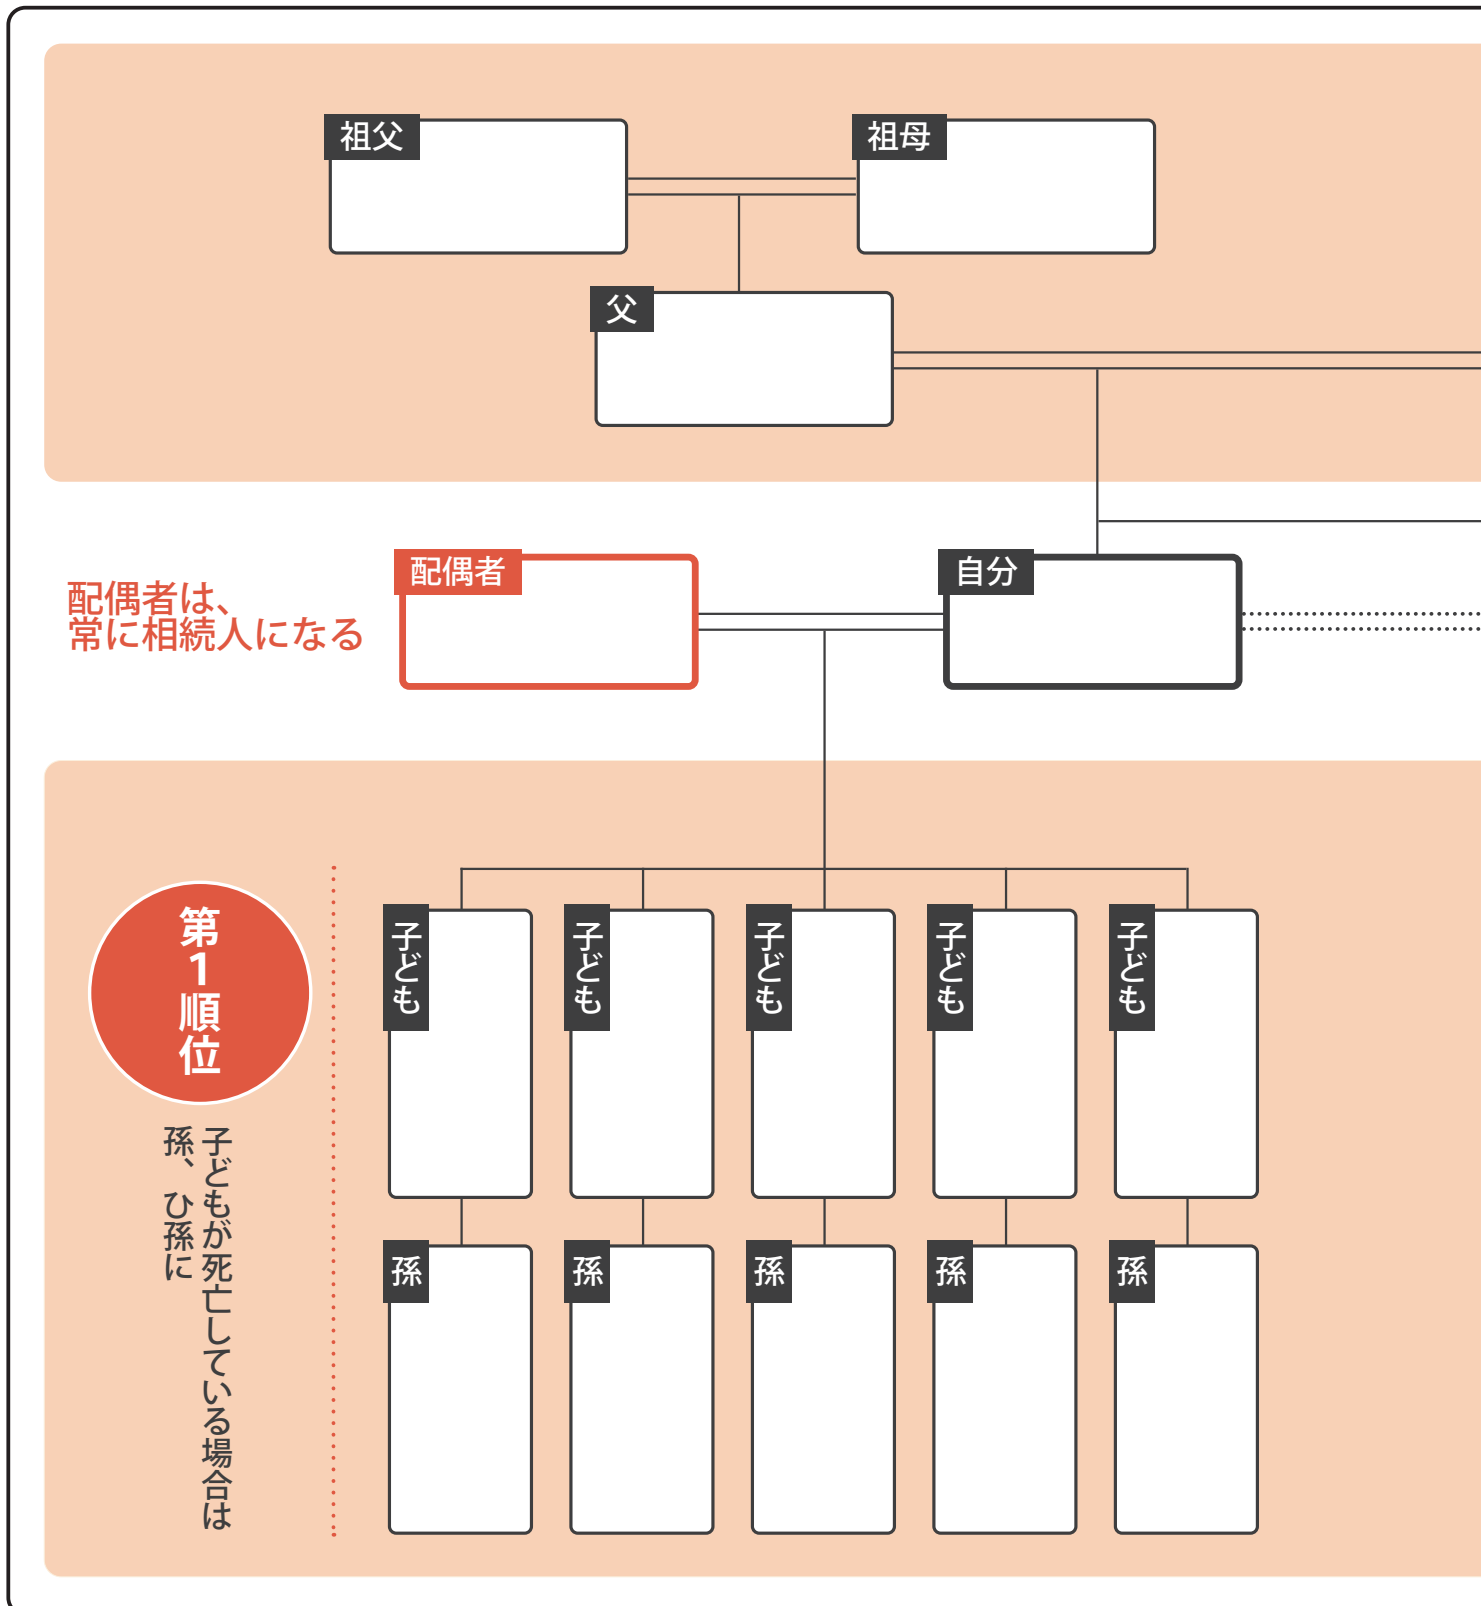 祖父
祖母
父
配偶者は、
常に相続人になる
配偶者
自分
第1順位
子どもが死亡している場合は
孫、ひ孫に
子ども
子ども
子ども
子ども
子ども
孫
孫
孫
孫
孫